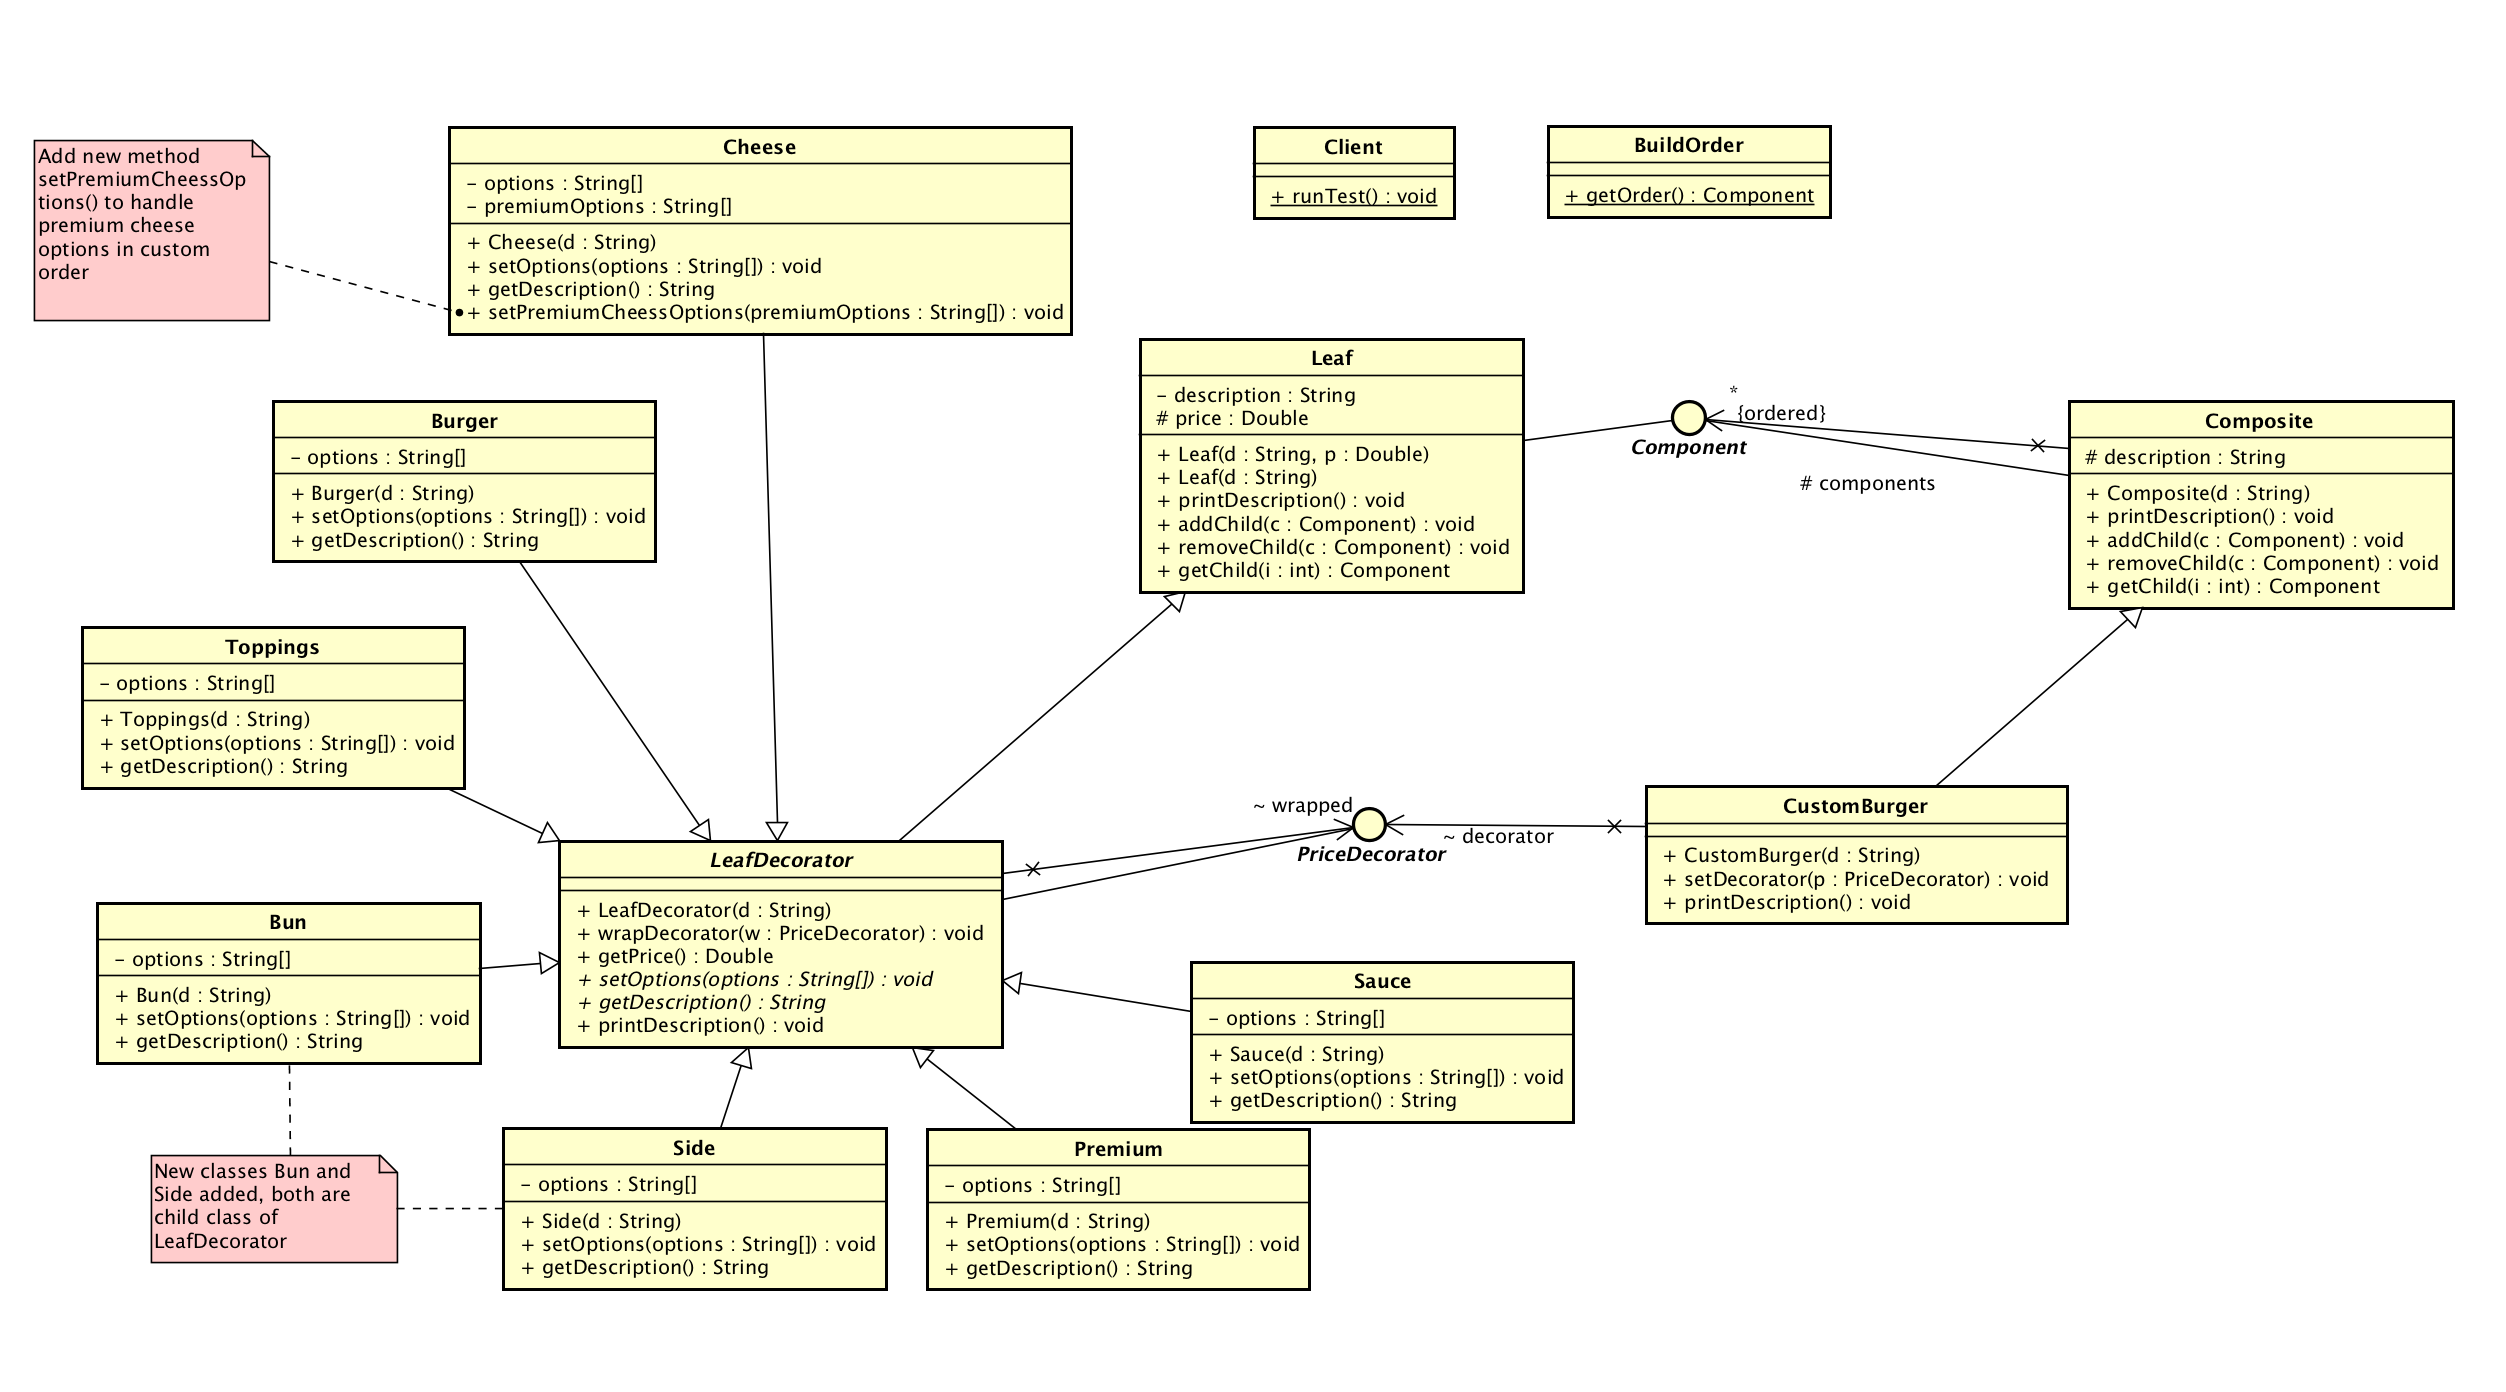 Add new method
setPremiumCheessOp
tions() to handle
premium cheese
options in custom
order
Cheese
– options : String[]
– premiumOptions : String[]
+ Cheese(d : String)
+ setOptions(options : String[]) : void
+ getDescription() : String
+ setPremiumCheessOptions(premiumOptions : String[]) : void
Client
+ runTest() : void
BuildOrder
+ getOrder() : Component
Burger
– options : String[]
+ Burger(d : String)
+ setOptions(options : String[]) : void
+ getDescription() : String
Leaf
– description : String
# price : Double
+ Leaf(d : String, p : Double)
+ Leaf(d : String)
+ printDescription() : void
+ addChild(c : Component) : void
+ removeChild(c : Component) : void
+ getChild(i : int) : Component
*
{ordered}
Component
# components
Composite
# description : String
+ Composite(d : String)
+ printDescription() : void
+ addChild(c : Component) : void
+ removeChild(c : Component) : void
+ getChild(i : int) : Component
Toppings
– options : String[]
+ Toppings(d : String)
+ setOptions(options : String[]) : void
+ getDescription() : String
LeafDecorator
+ LeafDecorator(d : String)
+ wrapDecorator(w : PriceDecorator) : void
+ getPrice() : Double
+ setOptions(options : String[]) : void
+ getDescription() : String
+ printDescription() : void
~ wrapped
PriceDecorator
~ decorator
CustomBurger
+ CustomBurger(d : String)
+ setDecorator(p : PriceDecorator) : void
+ printDescription() : void
Bun
– options : String[]
+ Bun(d : String)
+ setOptions(options : String[]) : void
+ getDescription() : String
Sauce
– options : String[]
+ Sauce(d : String)
+ setOptions(options : String[]) : void
+ getDescription() : String
New classes Bun and
Side added, both are
child class of
LeafDecorator
Side
– options : String[]
+ Side(d : String)
+ setOptions(options : String[]) : void
+ getDescription() : String
Premium
– options : String[]
+ Premium(d : String)
+ setOptions(options : String[]) : void
+ getDescription() : String